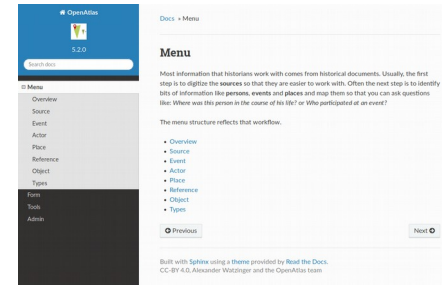 OpenAtlas
5.2.0
Search docs
Menu
Overview
Source
Event
Actor
Place
Reference
Object
Types
Form
Tools
Admin
Docs » Menu
Menu
Most information that historians work with comes from historical documents. Usually, the first
step is to digitize the sources so that they are easier to work with. Often the next step is to identify
bits of information like persons, events and places and map them so that you can ask questions
like: Where was this person in the course of his life? or Who participated at an event?
The menu structure reflects that workflow.
Overview
Source
Event
Actor
Place
Reference
Object
Types
Previous
Next
Built with Sphinx using a theme provided by Read the Docs.
CC-BY 4.0, Alexander Watzinger and the OpenAtlas team